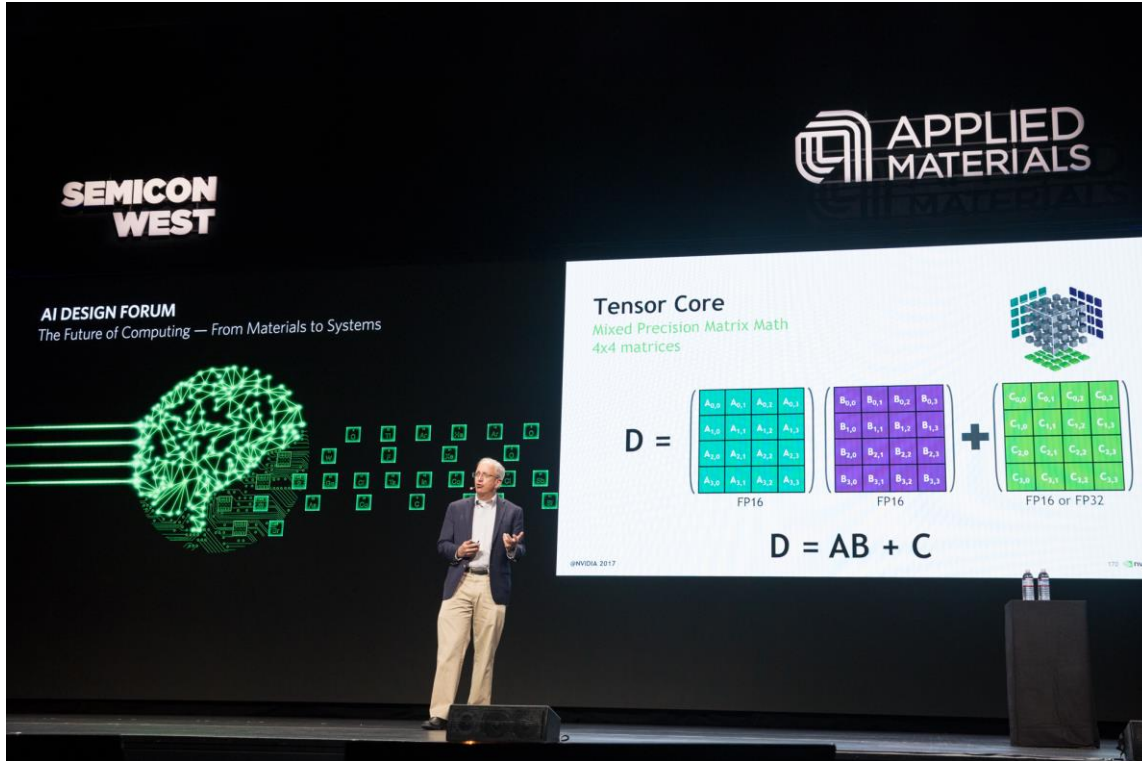 SEMICON
WEST
APPLIED
MATERIALS
AI DESIGN FORUM
The Future of Computing — From Materials to Systems
Tensor Core
Mixed Precision Matrix Math
4x4 matrices
D =
A0,0 A0,1 A0,2 A0,3
A1,0 A1,1 A1,2 A1,3
A2,0 A2,1 A2,2 A2,3
A3,0 A3,1 A3,2 A3,3
FP16
B0,0 B0,1 B0,2 B0,3
B1,0 B1,1 B1,2 B1,3
B2,0 B2,1 B2,2 B2,3
B3,0 B3,1 B3,2 B3,3
FP16
+
C0,0 C0,1 C0,2 C0,3
C1,0 C1,1 C1,2 C1,3
C2,0 C2,1 C2,2 C2,3
C3,0 C3,1 C3,2 C3,3
FP16 or FP32
D = AB + C
@NVIDIA 2017